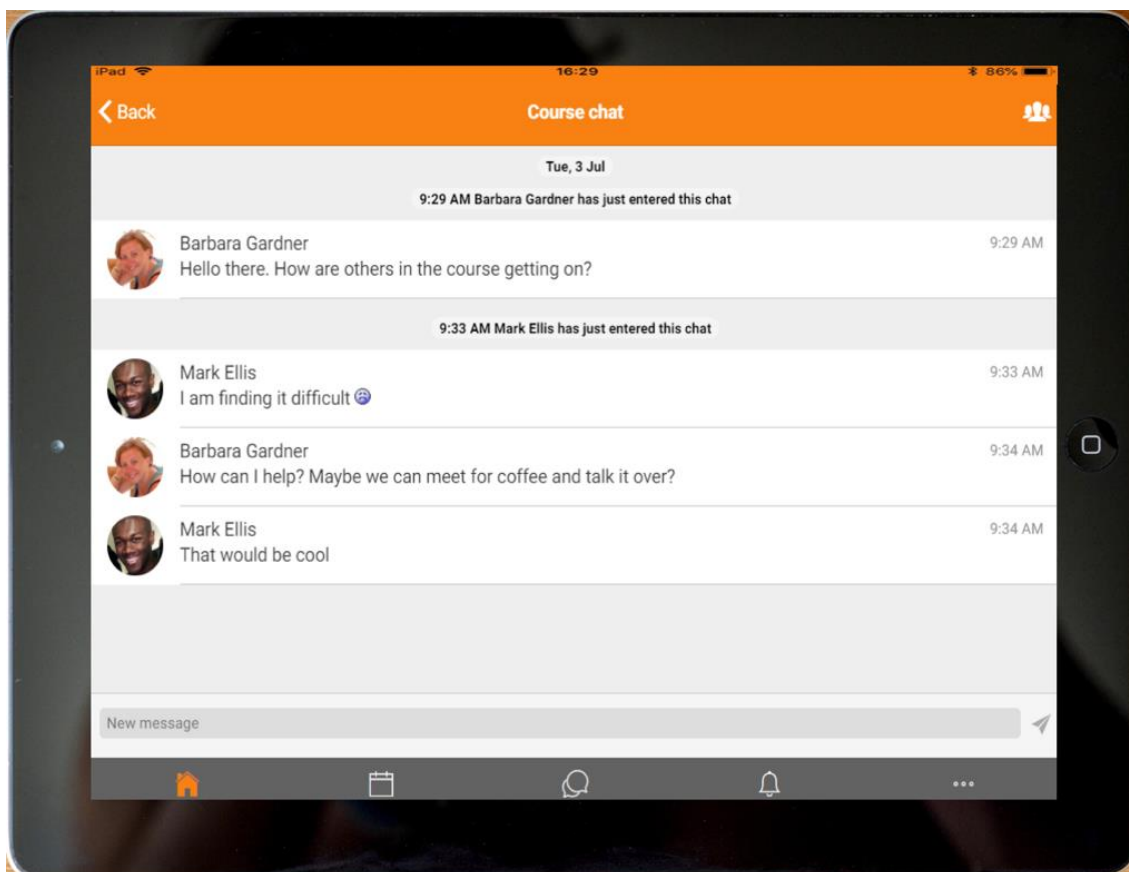 iPad 16:29 86%
Back Course chat
Tue, 3 Jul
9:29 AM Barbara Gardner has just entered this chat
Barbara Gardner 9:29 AM
Hello there. How are others in the course getting on?
9:33 AM Mark Ellis has just entered this chat
Mark Ellis 9:33 AM
I am finding it difficult
Barbara Gardner 9:34 AM
How can I help? Maybe we can meet for coffee and talk it over?
Mark Ellis 9:34 AM
That would be cool
New message